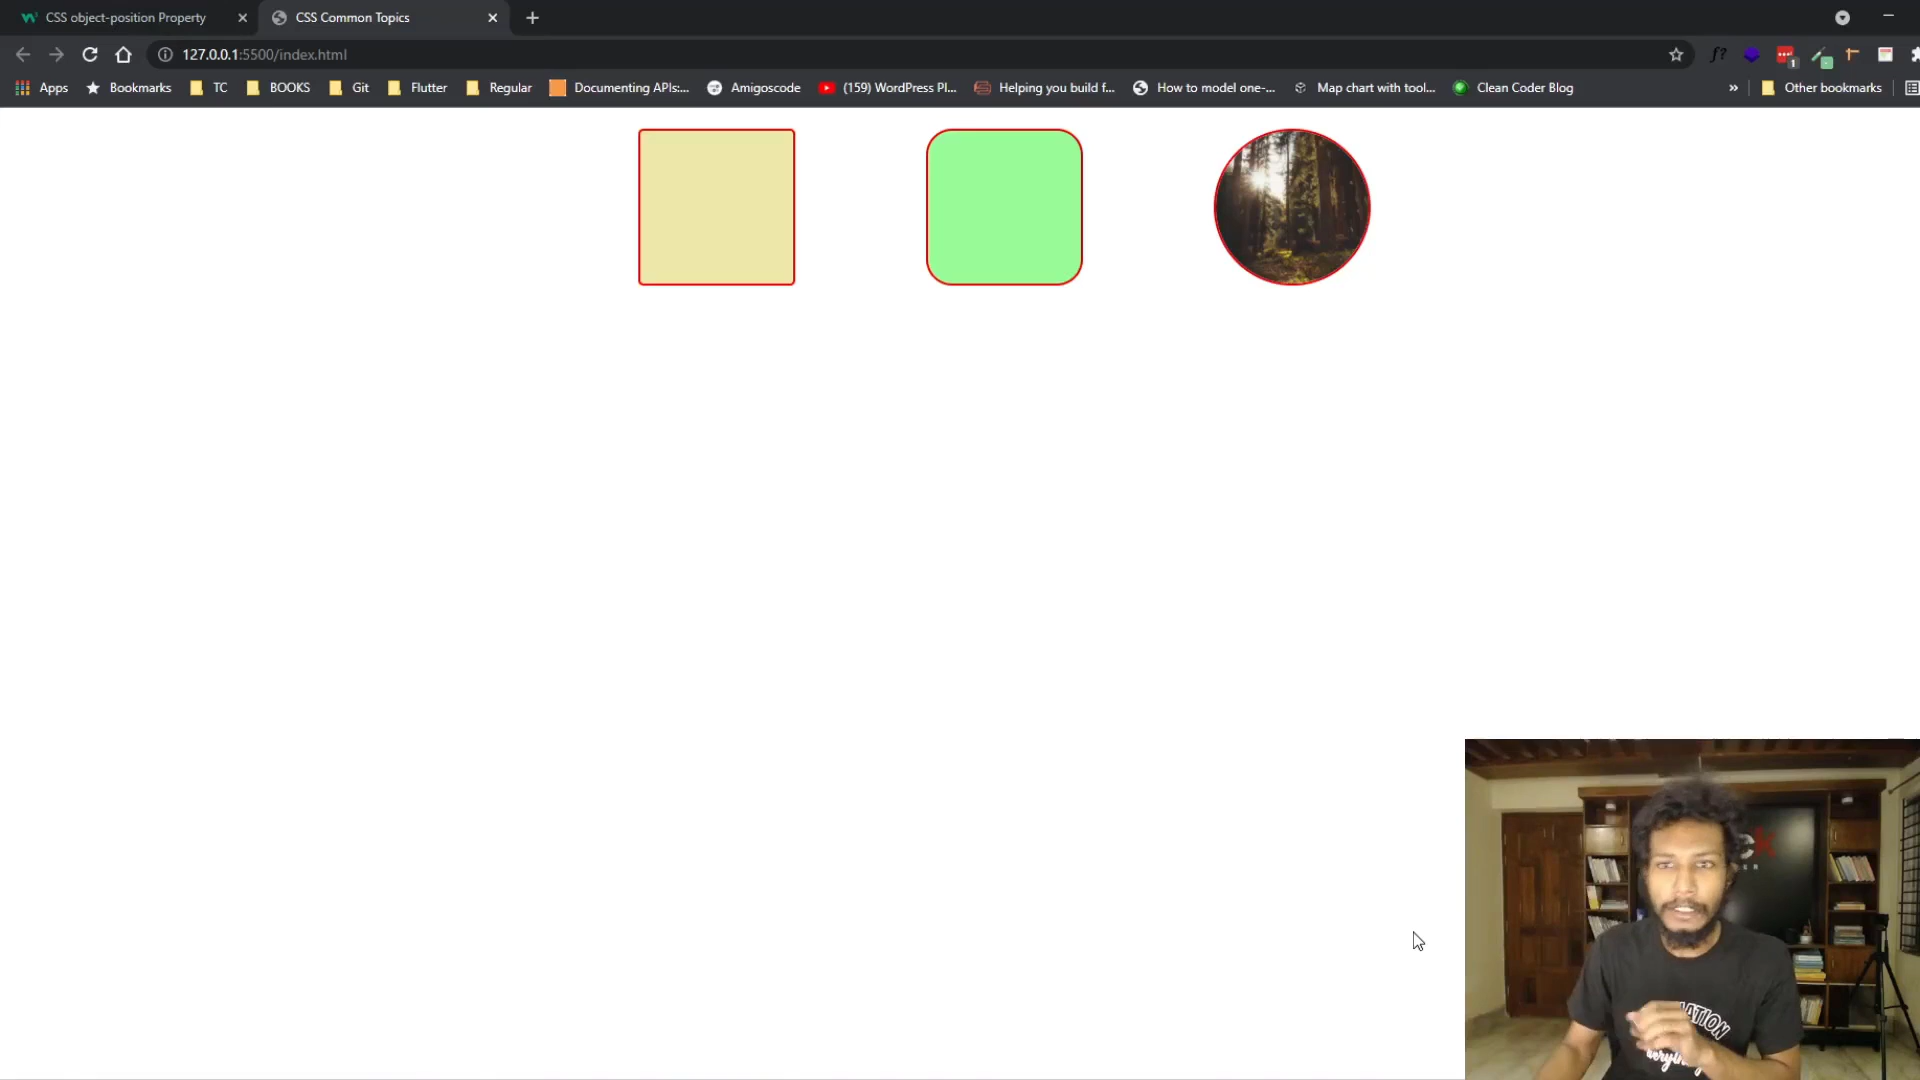 CSS object-position Property
CSS Common Topics
127.0.0.1:5500/index.html
f?
1
Apps
Bookmarks
TC
BOOKS
Git
Flutter
Regular
Documenting APIs:...
Amigoscode
(159) WordPress Pl...
Helping you build f...
How to model one-...
Map chart with tool...
Clean Coder Blog
»
Other bookmarks